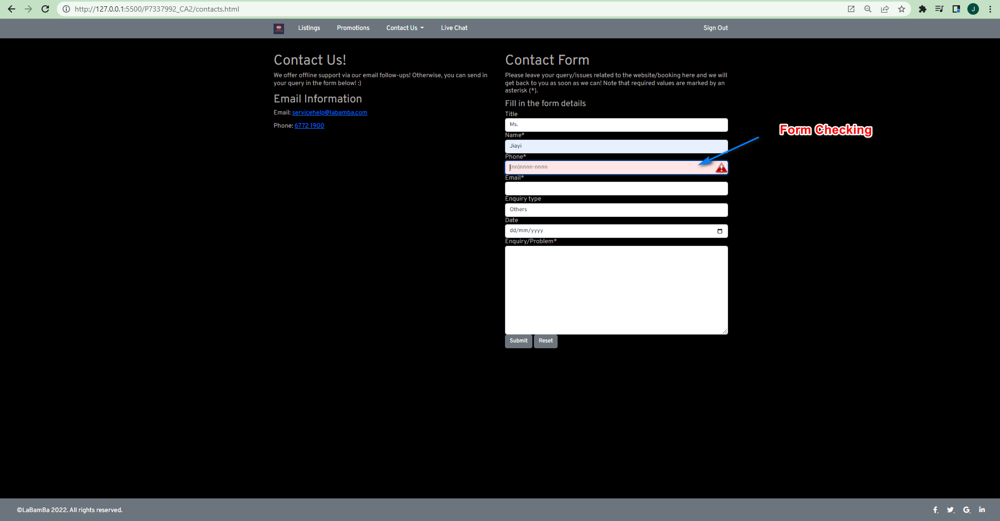 http://127.0.0.1:5500/P7337992_CA2/contacts.html
J
Listings Promotions Contact Us Live Chat Sign Out
Contact Us!
We offer offline support via our email follow-ups! Otherwise, you can send in
your query in the form below! :)
Email Information
Email: servicehelp@labamba.com
Phone: 6772 1900
Contact Form
Please leave your query/issues related to the website/booking here and we will
get back to you as soon as we can! Note that required values are marked by an
asterisk (*).
Fill in the form details
Title
Ms.
Name*
Jiayi
Phone*
(nn)nnnn-nnnn
Email*
Enquiry type
Others
Date
dd/mm/yyyy
Enquiry/Problem*
Submit Reset
Form Checking
©LaBamBa 2022. All rights reserved.